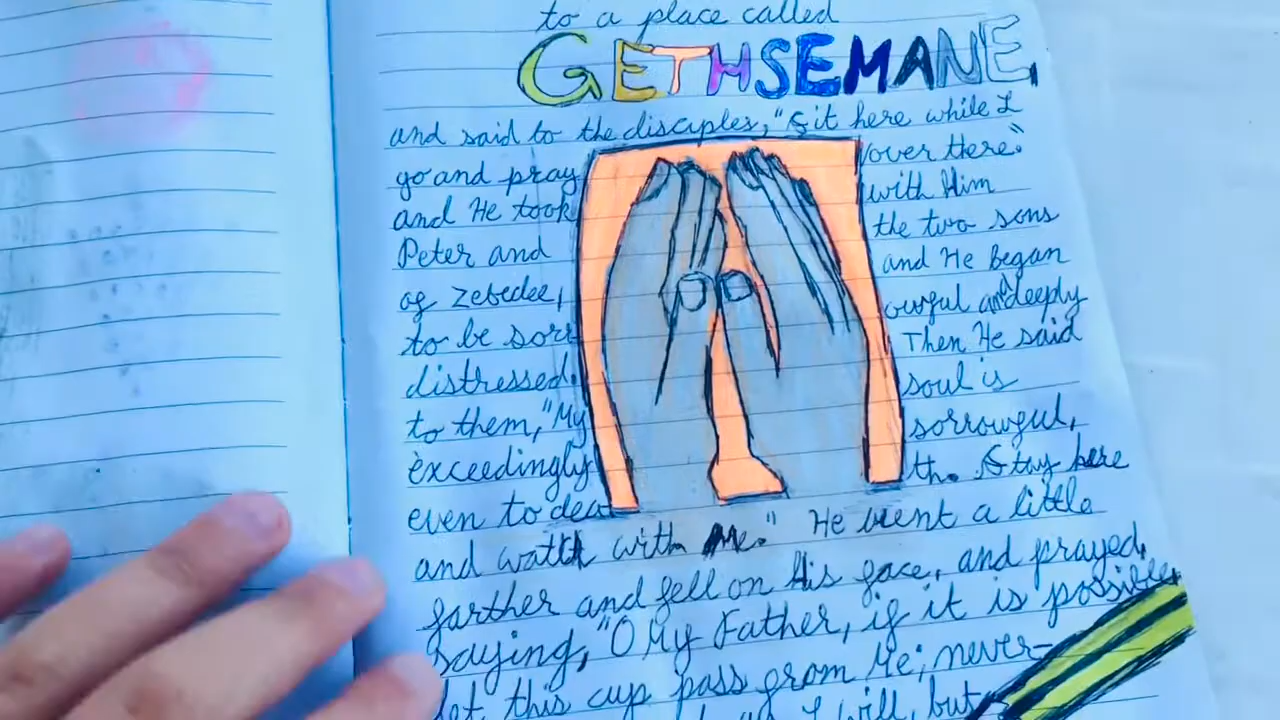 to a place called
GETHSEMANE,
and said to the disciples, "Sit here while I
go and pray over there."
and He took with Him
Peter and the two sons
of Zebedee, and He began
to be sorrowful and deeply
distressed. Then He said
to them, "My soul is
exceedingly sorrowful,
even to death. Stay here
and watch with Me." He went a little
farther and fell on His face, and prayed,
saying, "O My Father, if it is possible,
let this cup pass from Me; never-
I will, but